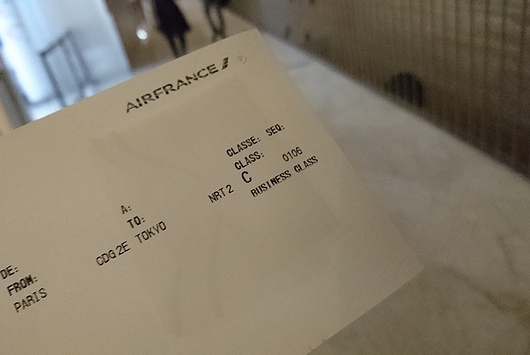 AIRFRANCE
CLASSE: SEQ:
CLASS:
A: NRT2 C 0106
TO: BUSINESS CLASS
DE: CDG2E TOKYO
FROM:
PARIS